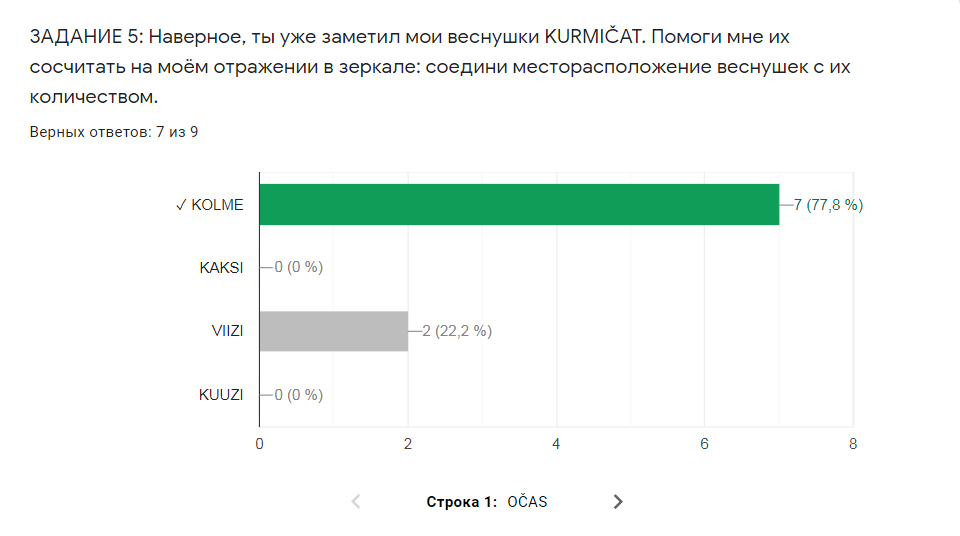 ЗАДАНИЕ 5: Наверное, ты уже заметил мои веснушки KURMIČAT. Помоги мне их
сосчитать на моём отражении в зеркале: соедини месторасположение веснушек с их
количеством.
Верных ответов: 7 из 9
✓ KOLME 7 (77,8 %)
KAKSI 0 (0 %)
VIIZI 2 (22,2 %)
KUUZI 0 (0 %)
0 2 4 6 8
Строка 1: OČAS